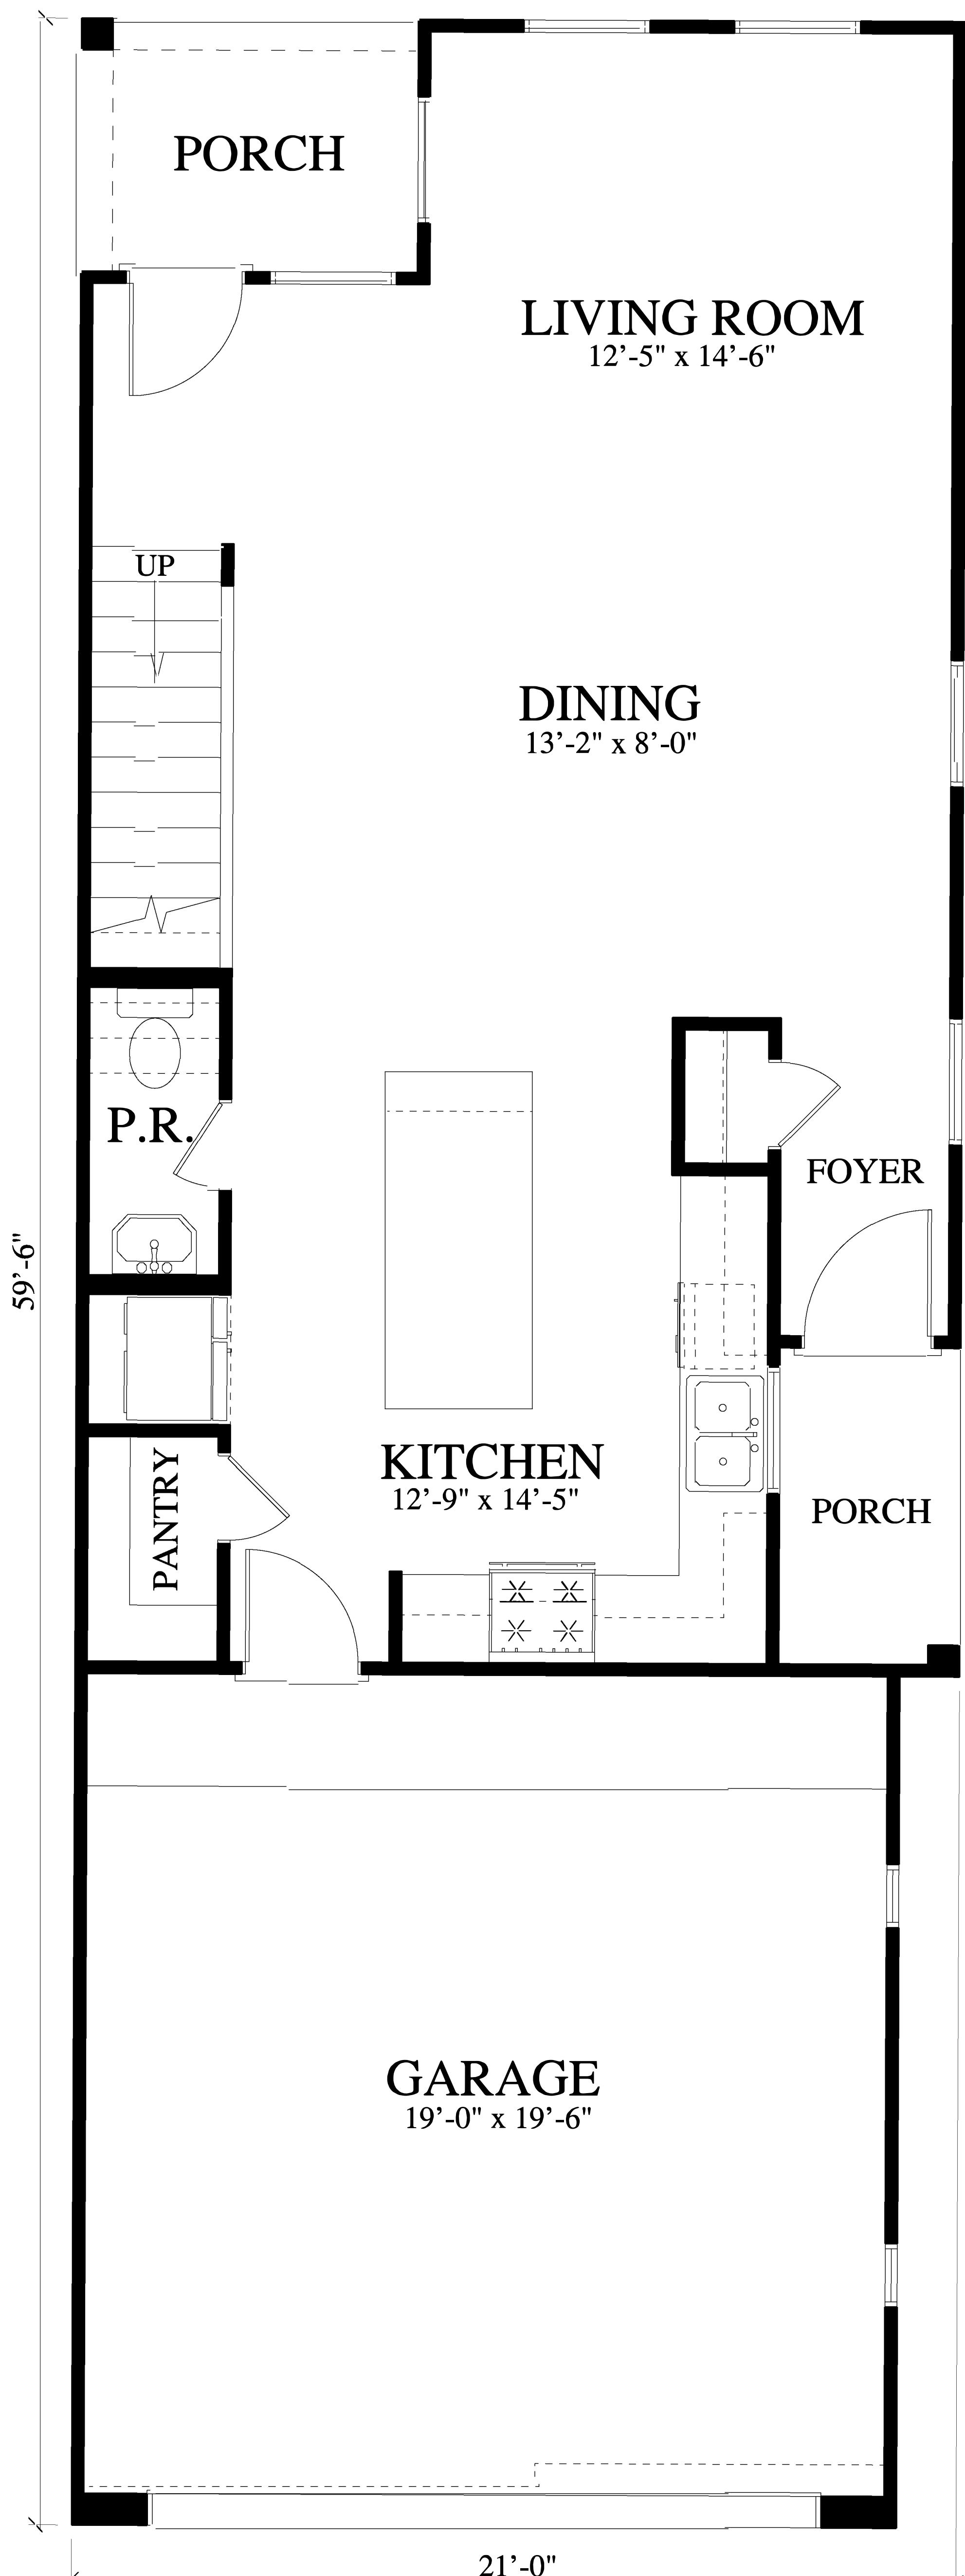 PORCH
LIVING ROOM
12'-5" x 14'-6"
UP
DINING
13'-2" x 8'-0"
P.R.
FOYER
59'-6"
KITCHEN
12'-9" x 14'-5"
PANTRY
PORCH
GARAGE
19'-0" x 19'-6"
21'-0"